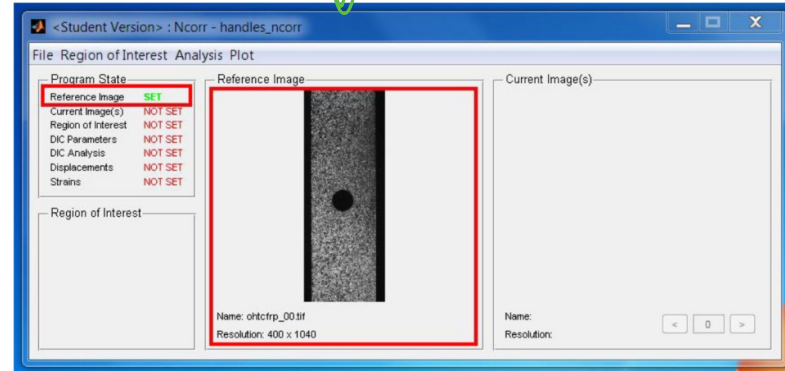 <Student Version> : Ncorr - handles_ncorr
File Region of Interest Analysis Plot
Program State
Reference Image SET
Current Image(s) NOT SET
Region of Interest NOT SET
DIC Parameters NOT SET
DIC Analysis NOT SET
Displacements NOT SET
Strains NOT SET
Region of Interest
Reference Image
Name: ohtcfrp_00.tif
Resolution: 400 x 1040
Current Image(s)
Name:
Resolution:
< 0 >